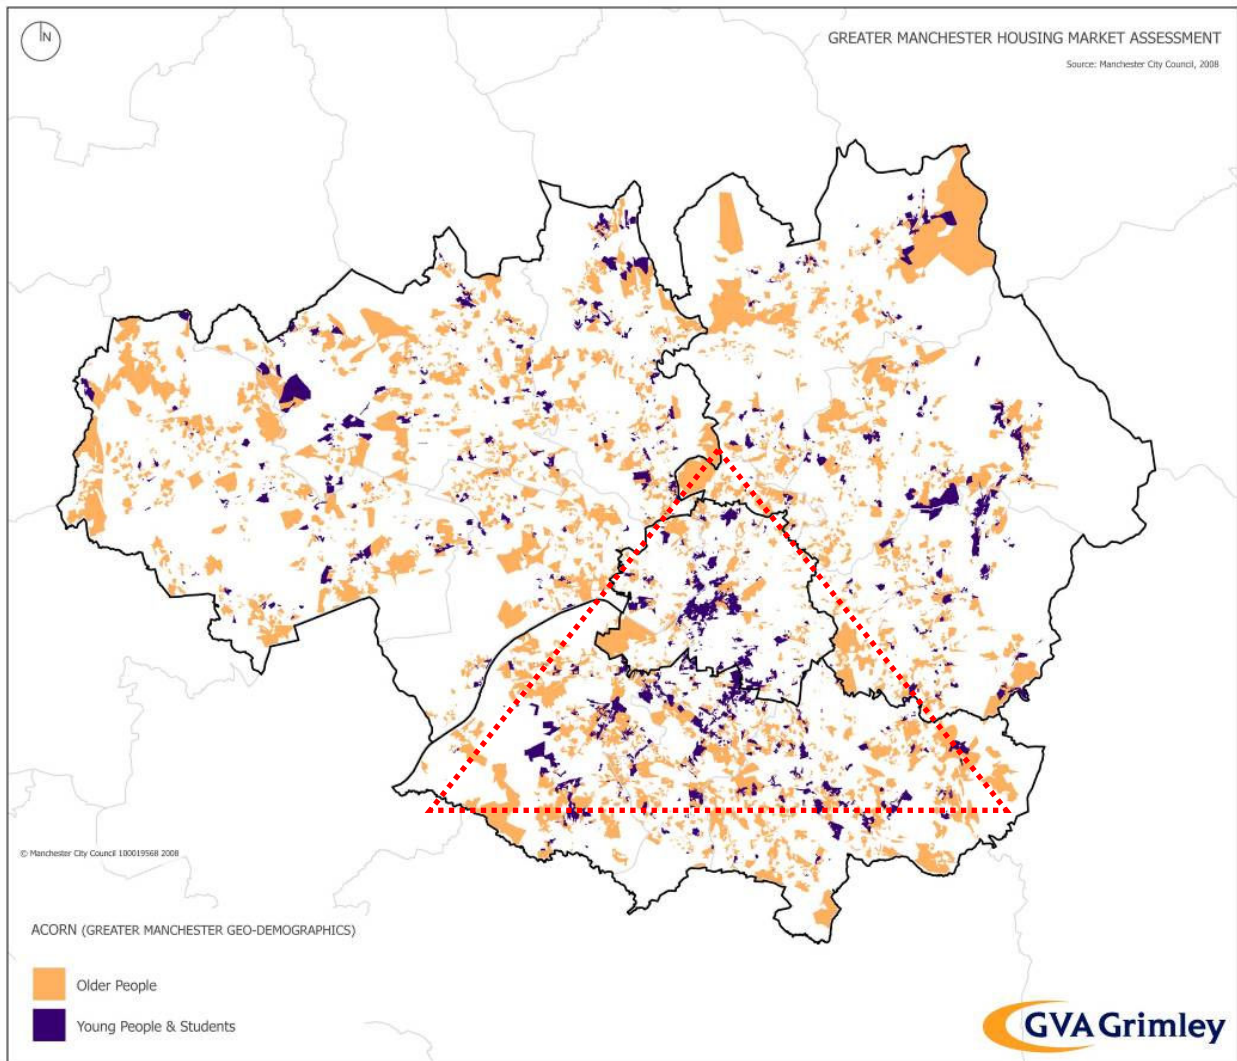 N
GREATER MANCHESTER HOUSING MARKET ASSESSMENT
Source: Manchester City Council, 2008
© Manchester City Council 100019568 2008
ACORN (GREATER MANCHESTER GEO-DEMOGRAPHICS)
Older People
Young People & Students
GVA Grimley